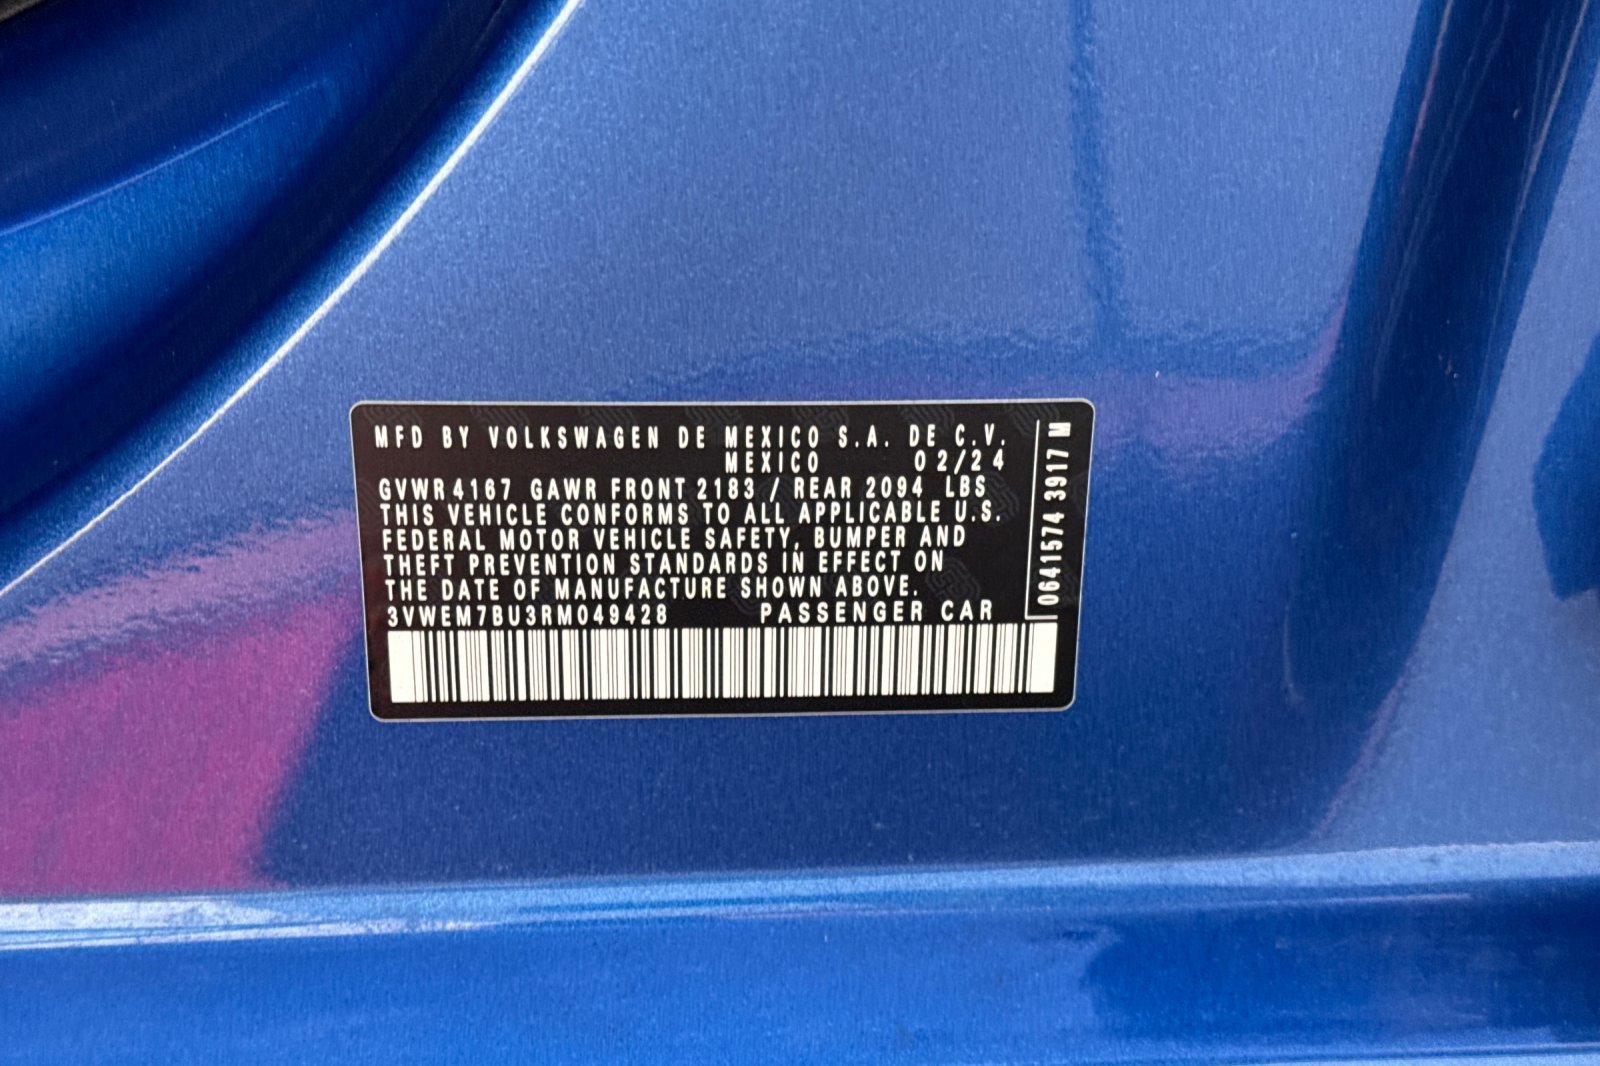 MFD BY VOLKSWAGEN DE MEXICO S.A. DE C.V.
MEXICO 02/24
GVWR 4167 GAWR FRONT 2183 / REAR 2094 LBS
THIS VEHICLE CONFORMS TO ALL APPLICABLE U.S.
FEDERAL MOTOR VEHICLE SAFETY, BUMPER AND
THEFT PREVENTION STANDARDS IN EFFECT ON
THE DATE OF MANUFACTURE SHOWN ABOVE.
3VWEM7BU3RM049428 PASSENGER CAR
0641574 3917 M